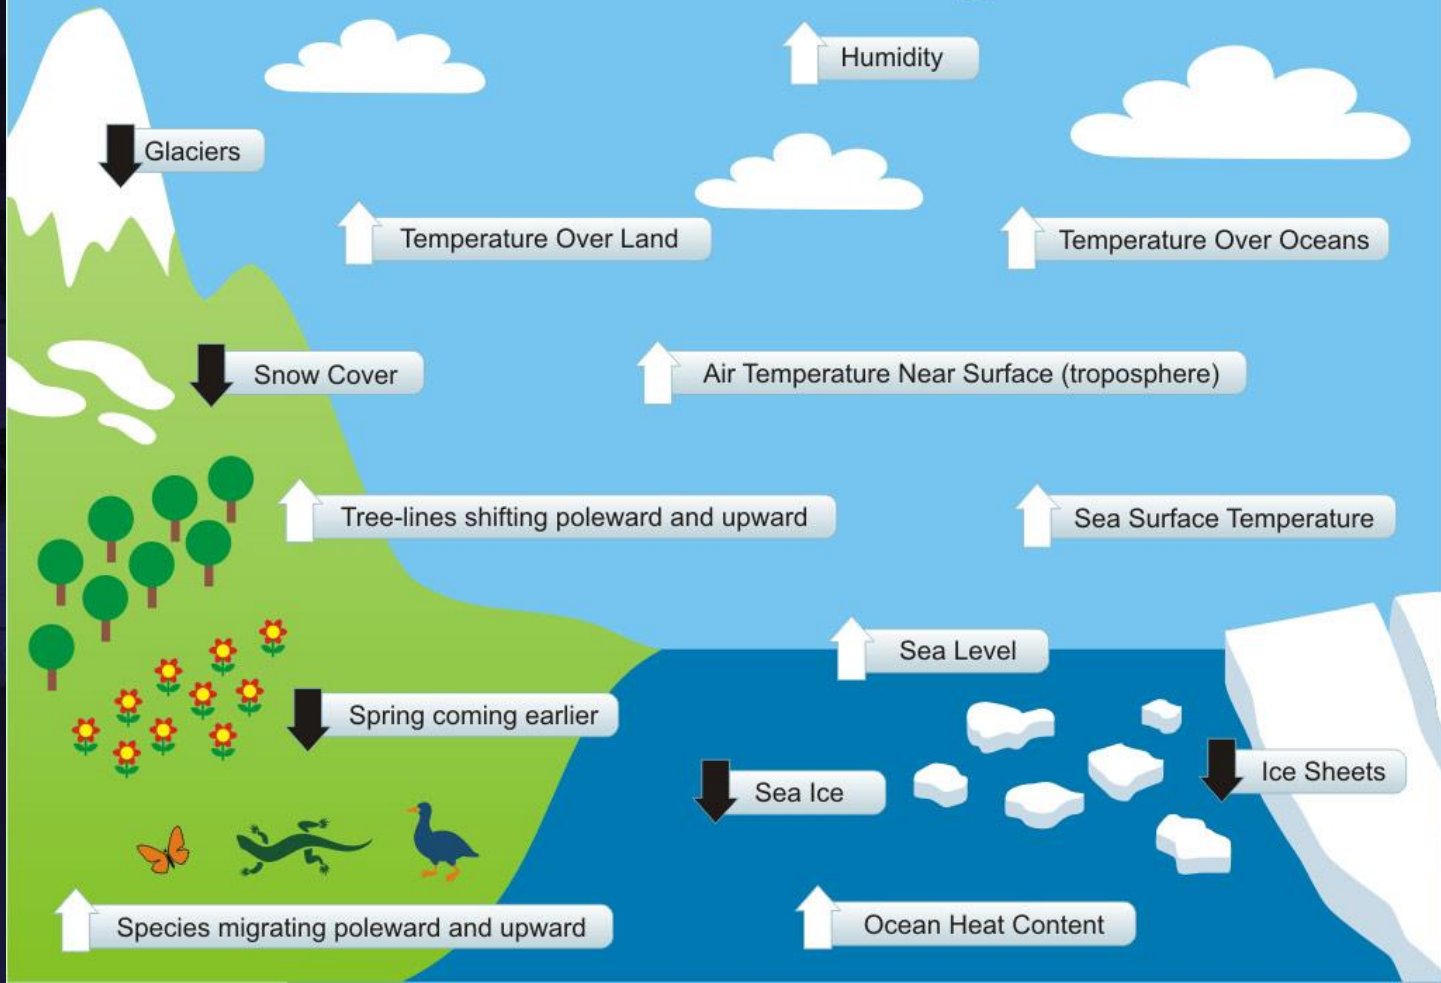 Humidity
Glaciers
Temperature Over Land
Temperature Over Oceans
Snow Cover
Air Temperature Near Surface (troposphere)
Tree-lines shifting poleward and upward
Sea Surface Temperature
Sea Level
Spring coming earlier
Sea Ice
Ice Sheets
Species migrating poleward and upward
Ocean Heat Content